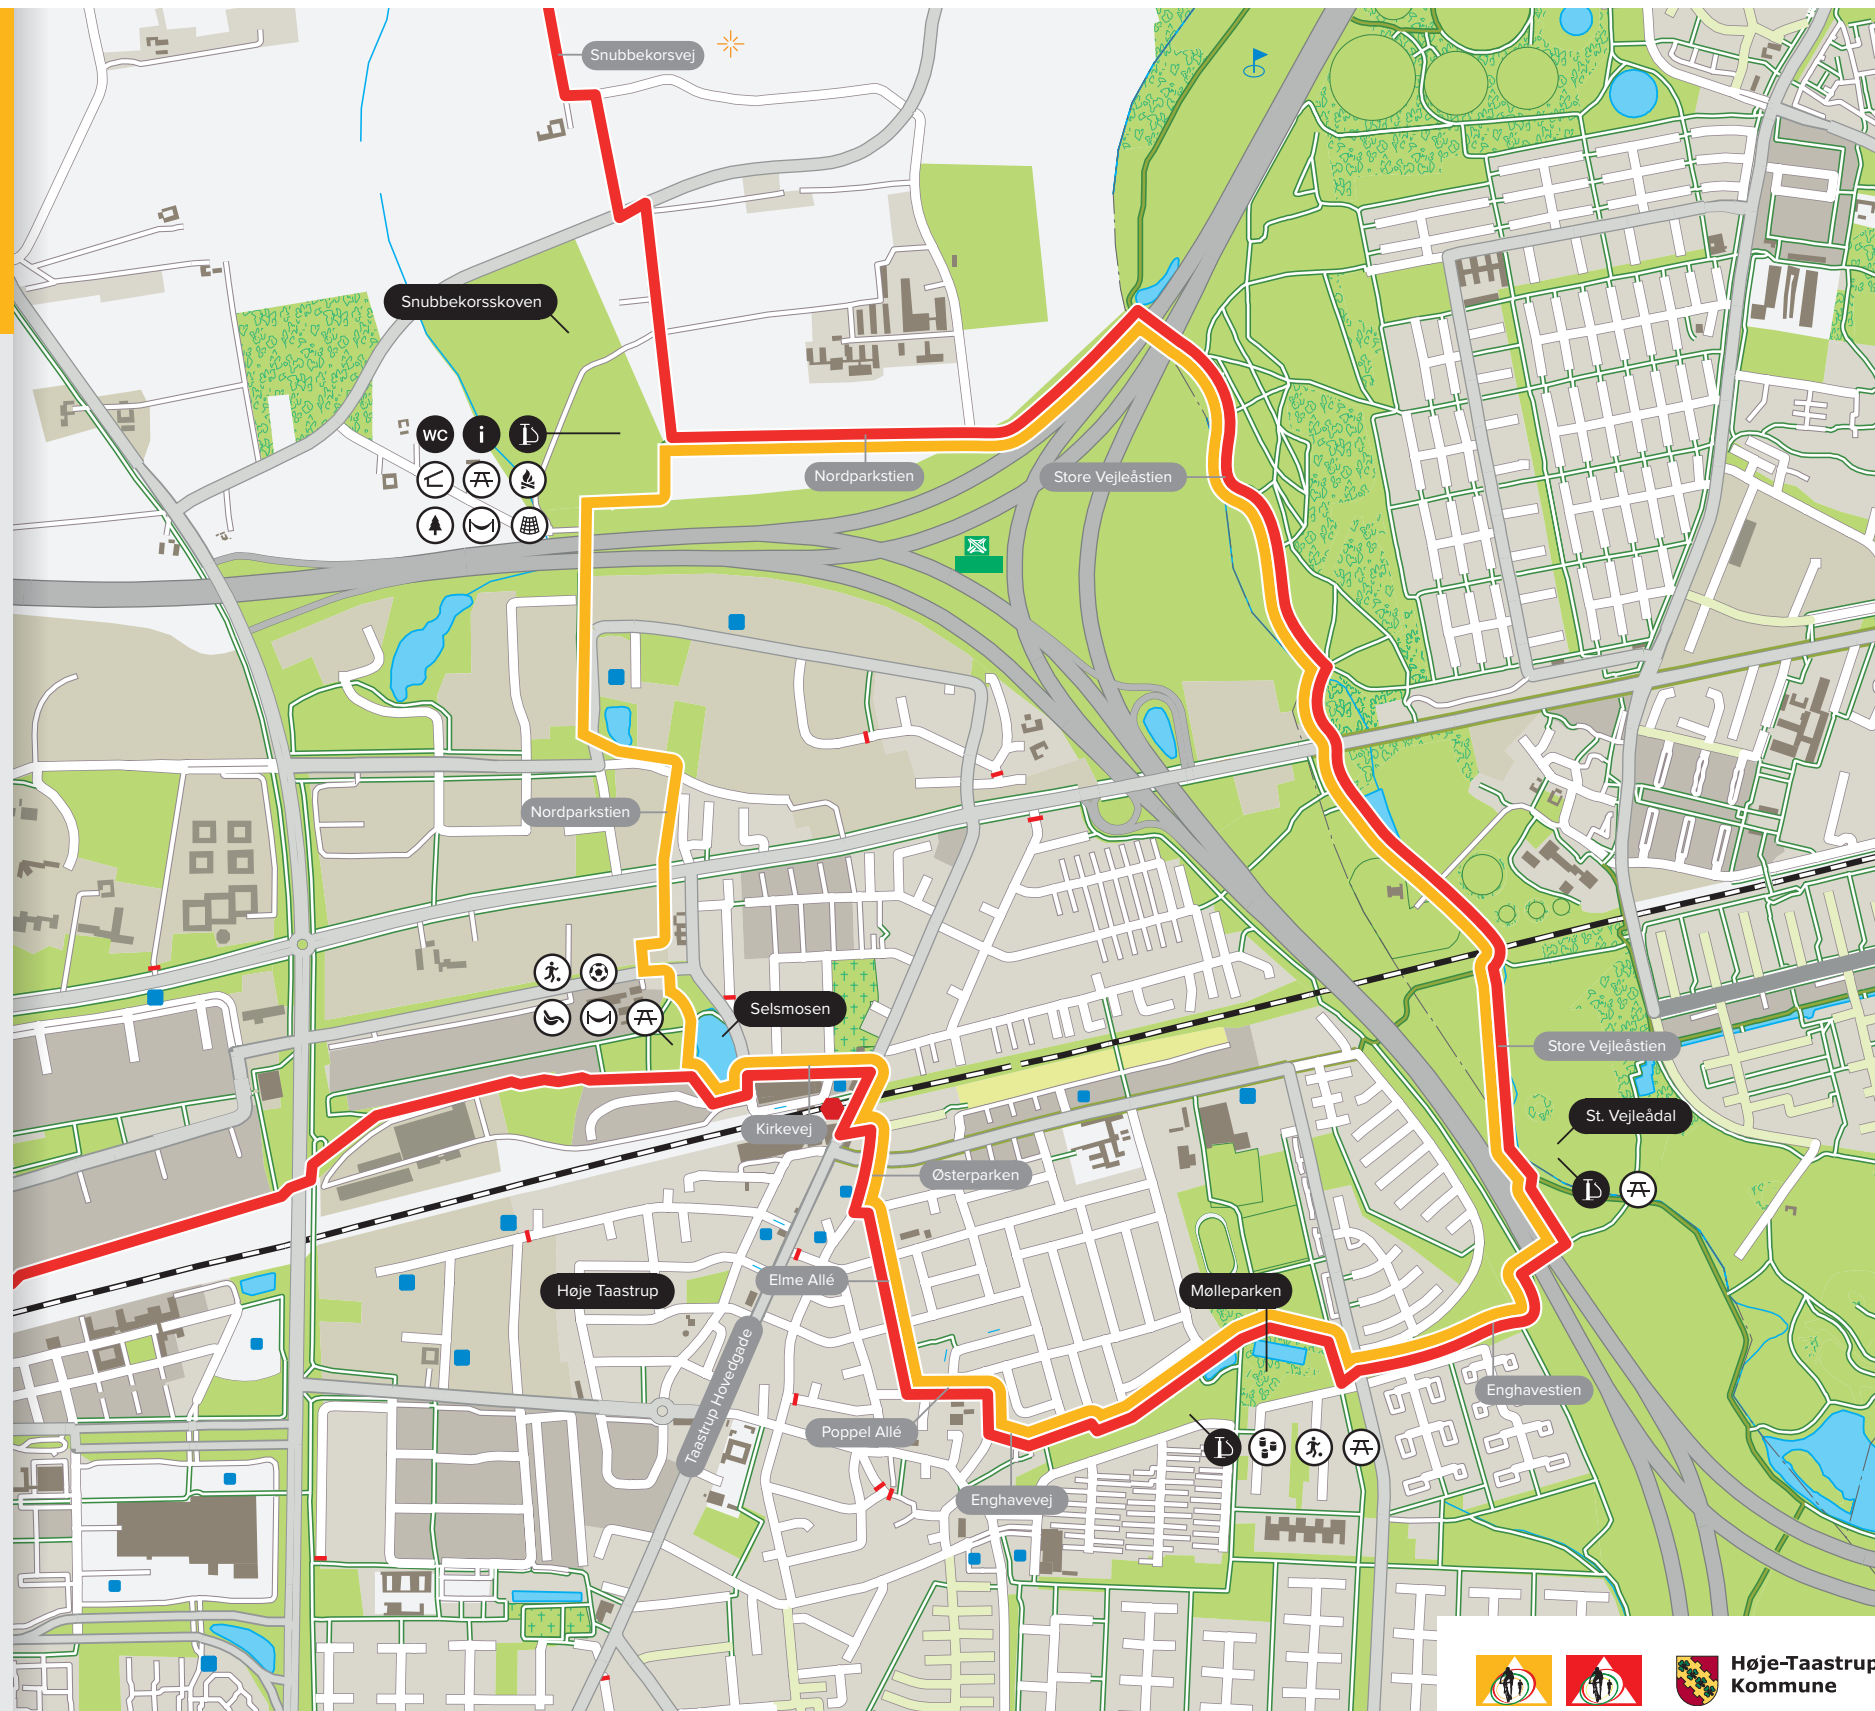 Snubbekorsvej
Snubbekorsskoven
WC
i
Nordparkstien
Store Vejleåstien
Nordparkstien
Selsmosen
Store Vejleåstien
St. Vejleådal
Kirkevej
Østerparken
Elme Allé
Høje Taastrup
Mølleparken
Taastrup Hovedgade
Enghavestien
Poppel Allé
Enghavevej
Høje-Taastrup
Kommune